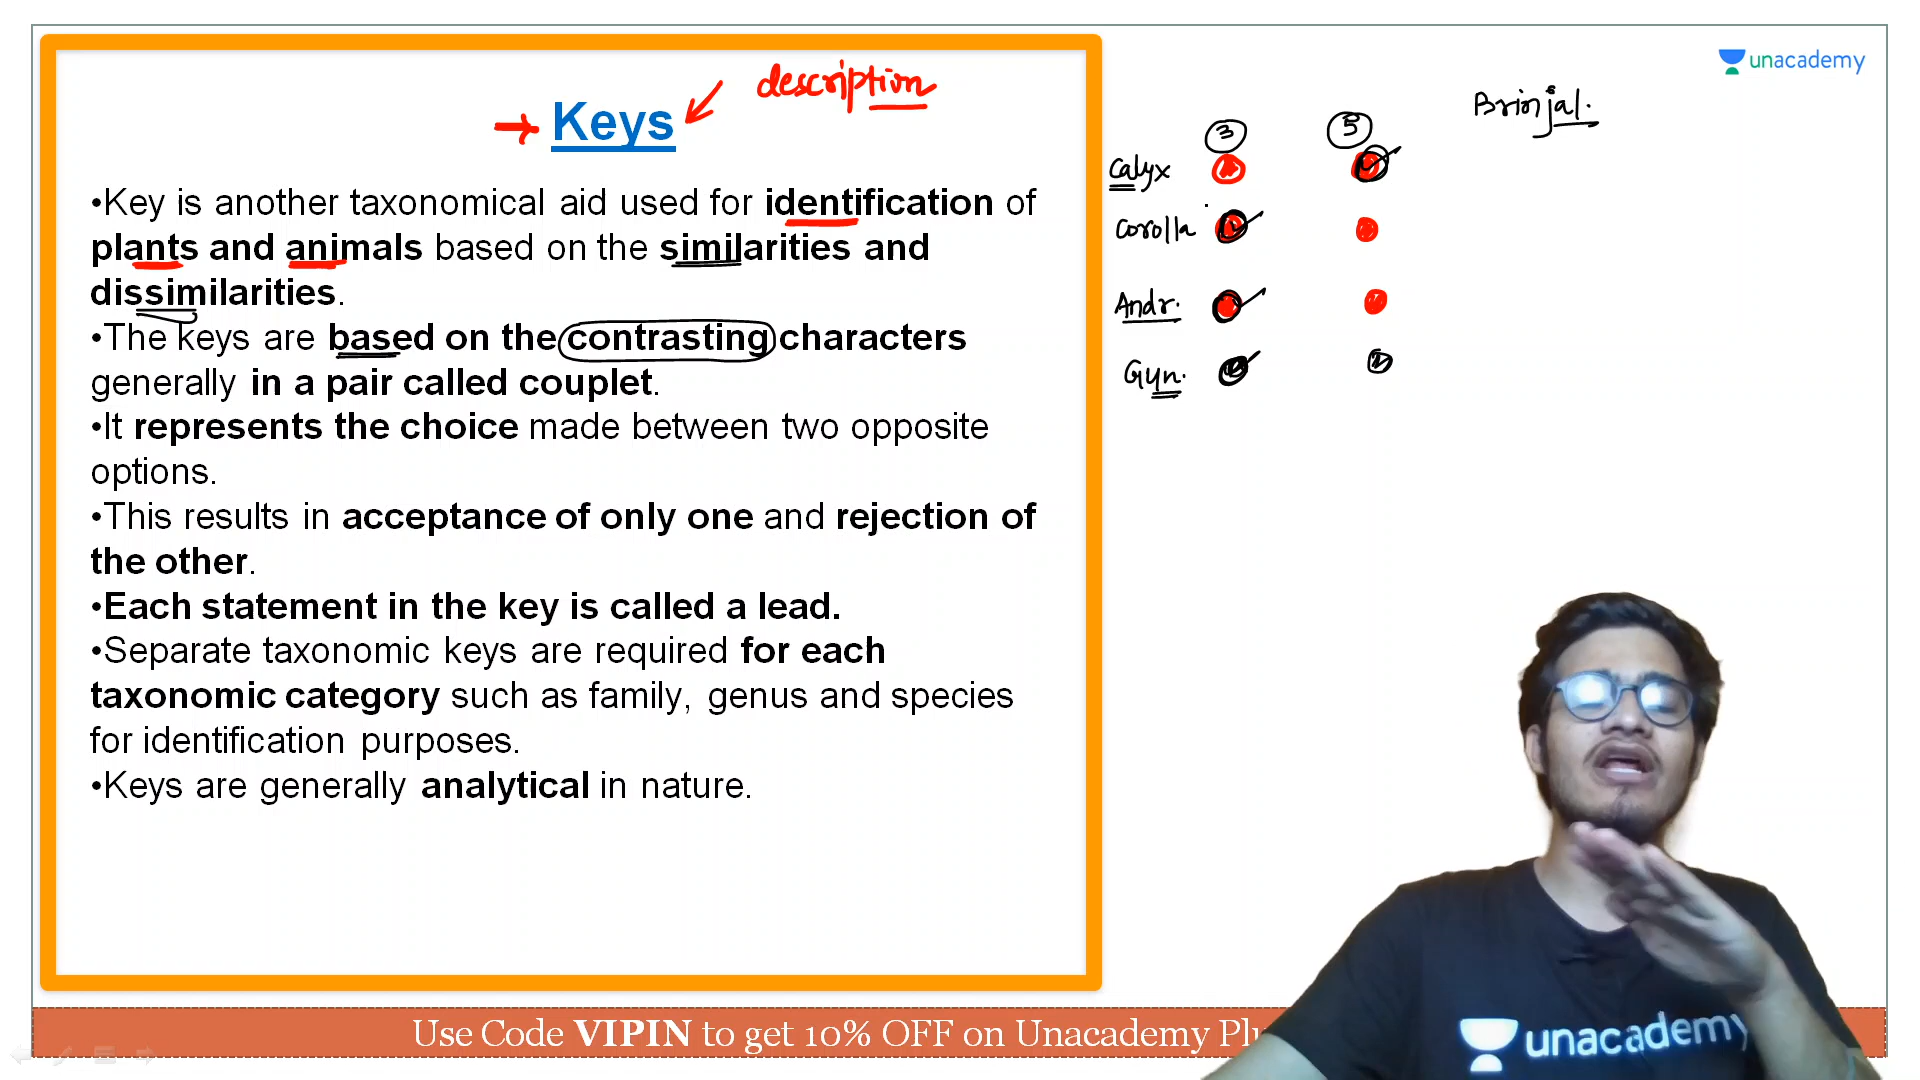 description
Keys
•Key is another taxonomical aid used for identification of
plants and animals based on the similarities and
dissimilarities.
•The keys are based on the contrasting characters
generally in a pair called couplet.
•It represents the choice made between two opposite
options.
•This results in acceptance of only one and rejection of
the other.
•Each statement in the key is called a lead.
•Separate taxonomic keys are required for each
taxonomic category such as family, genus and species
for identification purposes.
•Keys are generally analytical in nature.
unacademy
Brinjal.
3 5
Calyx
Corolla
Andr.
Gyn.
Use Code VIPIN to get 10% OFF on Unacademy
unacademy